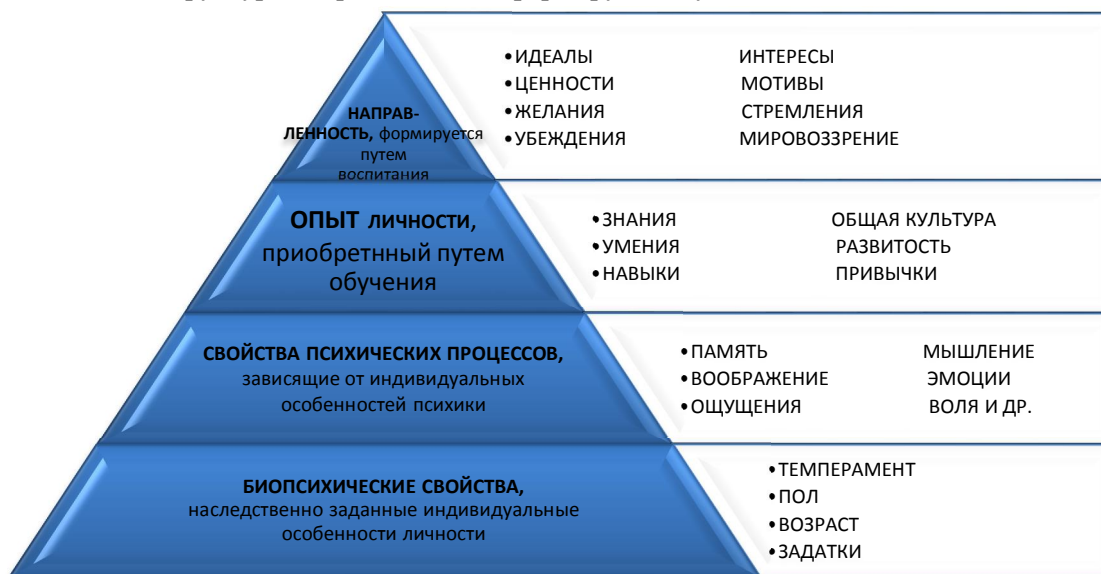 НАПРАВ-
ЛЕННОСТЬ, формируется
путем
воспитания
•ИДЕАЛЫ ИНТЕРЕСЫ
•ЦЕННОСТИ МОТИВЫ
•ЖЕЛАНИЯ СТРЕМЛЕНИЯ
•УБЕЖДЕНИЯ МИРОВОЗЗРЕНИЕ
ОПЫТ личности,
приобретнный путем
обучения
•ЗНАНИЯ ОБЩАЯ КУЛЬТУРА
•УМЕНИЯ РАЗВИТОСТЬ
•НАВЫКИ ПРИВЫЧКИ
СВОЙСТВА ПСИХИЧЕСКИХ ПРОЦЕССОВ,
зависящие от индивидуальных
особенностей психики
•ПАМЯТЬ МЫШЛЕНИЕ
•ВООБРАЖЕНИЕ ЭМОЦИИ
•ОЩУЩЕНИЯ ВОЛЯ И ДР.
БИОПСИХИЧЕСКИЕ СВОЙСТВА,
наследственно заданные индивидуальные
особенности личности
•ТЕМПЕРАМЕНТ
•ПОЛ
•ВОЗРАСТ
•ЗАДАТКИ